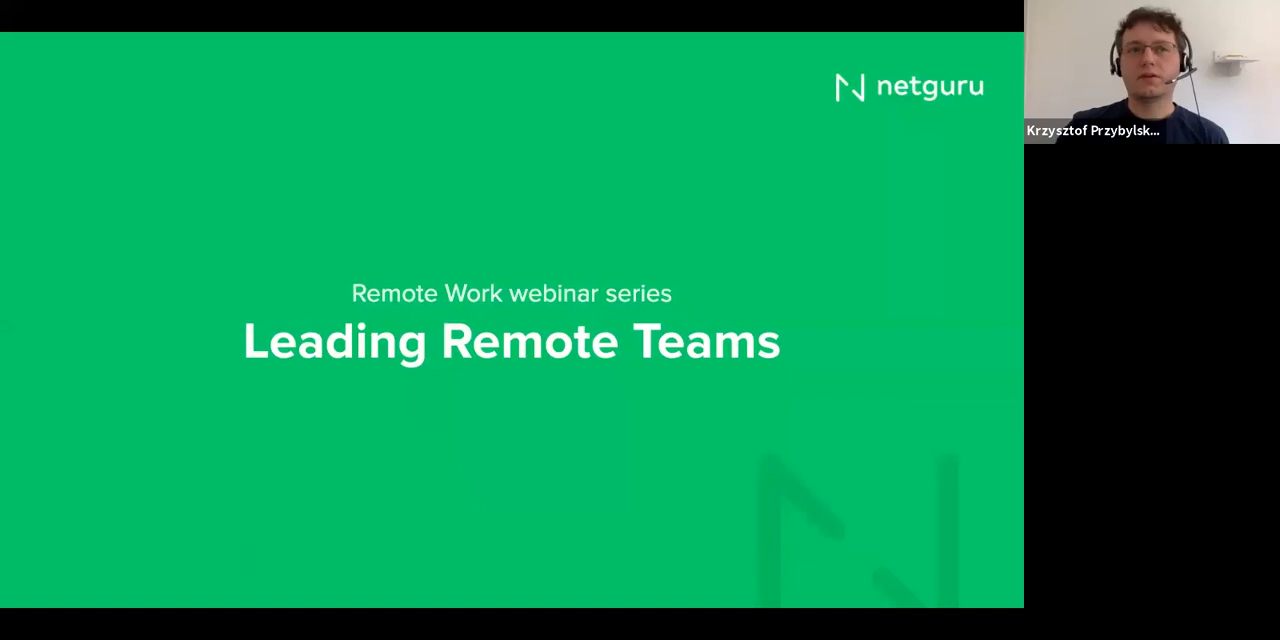 netguru
Krzysztof Przybylsk...
Remote Work webinar series
Leading Remote Teams